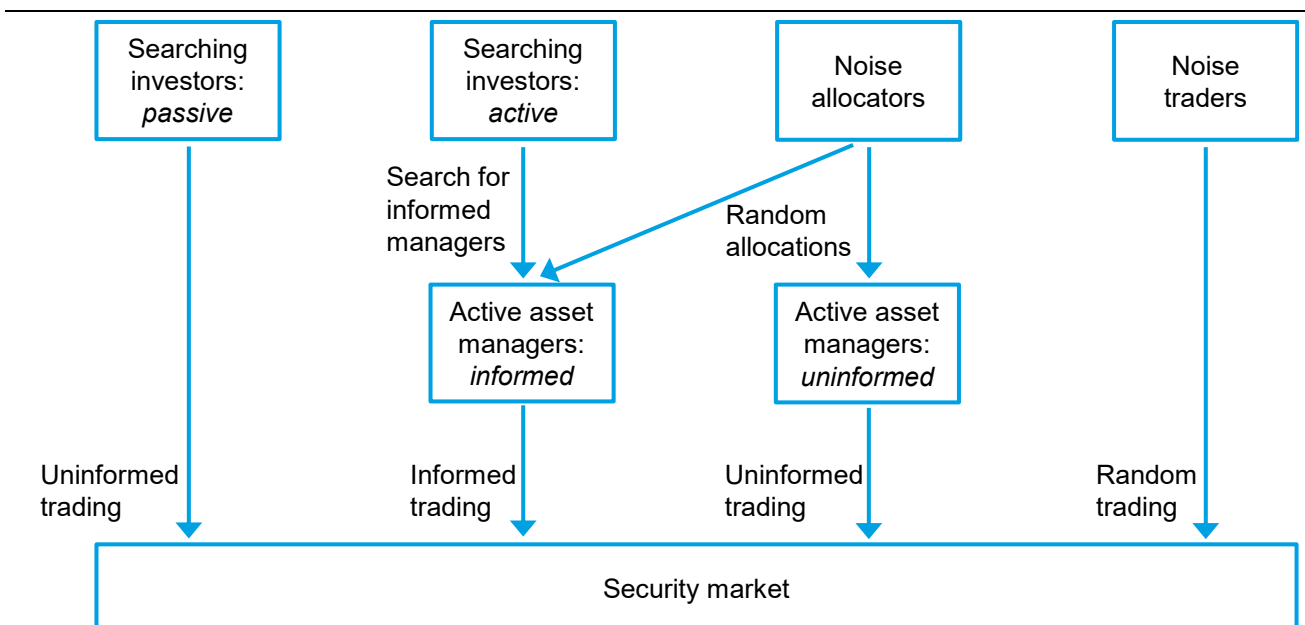 Searching
investors:
passive
Searching
investors:
active
Noise
allocators
Noise
traders
Search for
informed
managers
Random
allocations
Active asset
managers:
informed
Active asset
managers:
uninformed
Uninformed
trading
Informed
trading
Uninformed
trading
Random
trading
Security market